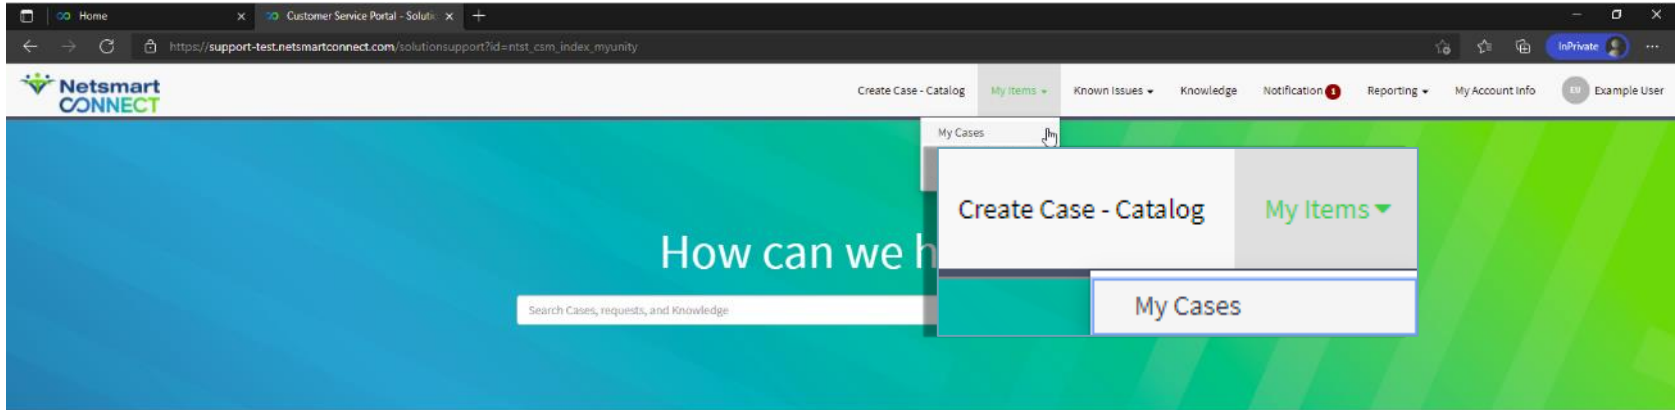 Home
Customer Service Portal - Soluti
https://support-test.netsmartconnect.com/solutionsupport?id=ntst_csm_index_myunity
InPrivate
Netsmart
CONNECT
Create Case - Catalog
My Items
Known Issues
Knowledge
Notification 1
Reporting
My Account Info
EU
Example User
My Cases
Create Case - Catalog
My Items
My Cases
How can we h
Search Cases, requests, and Knowledge